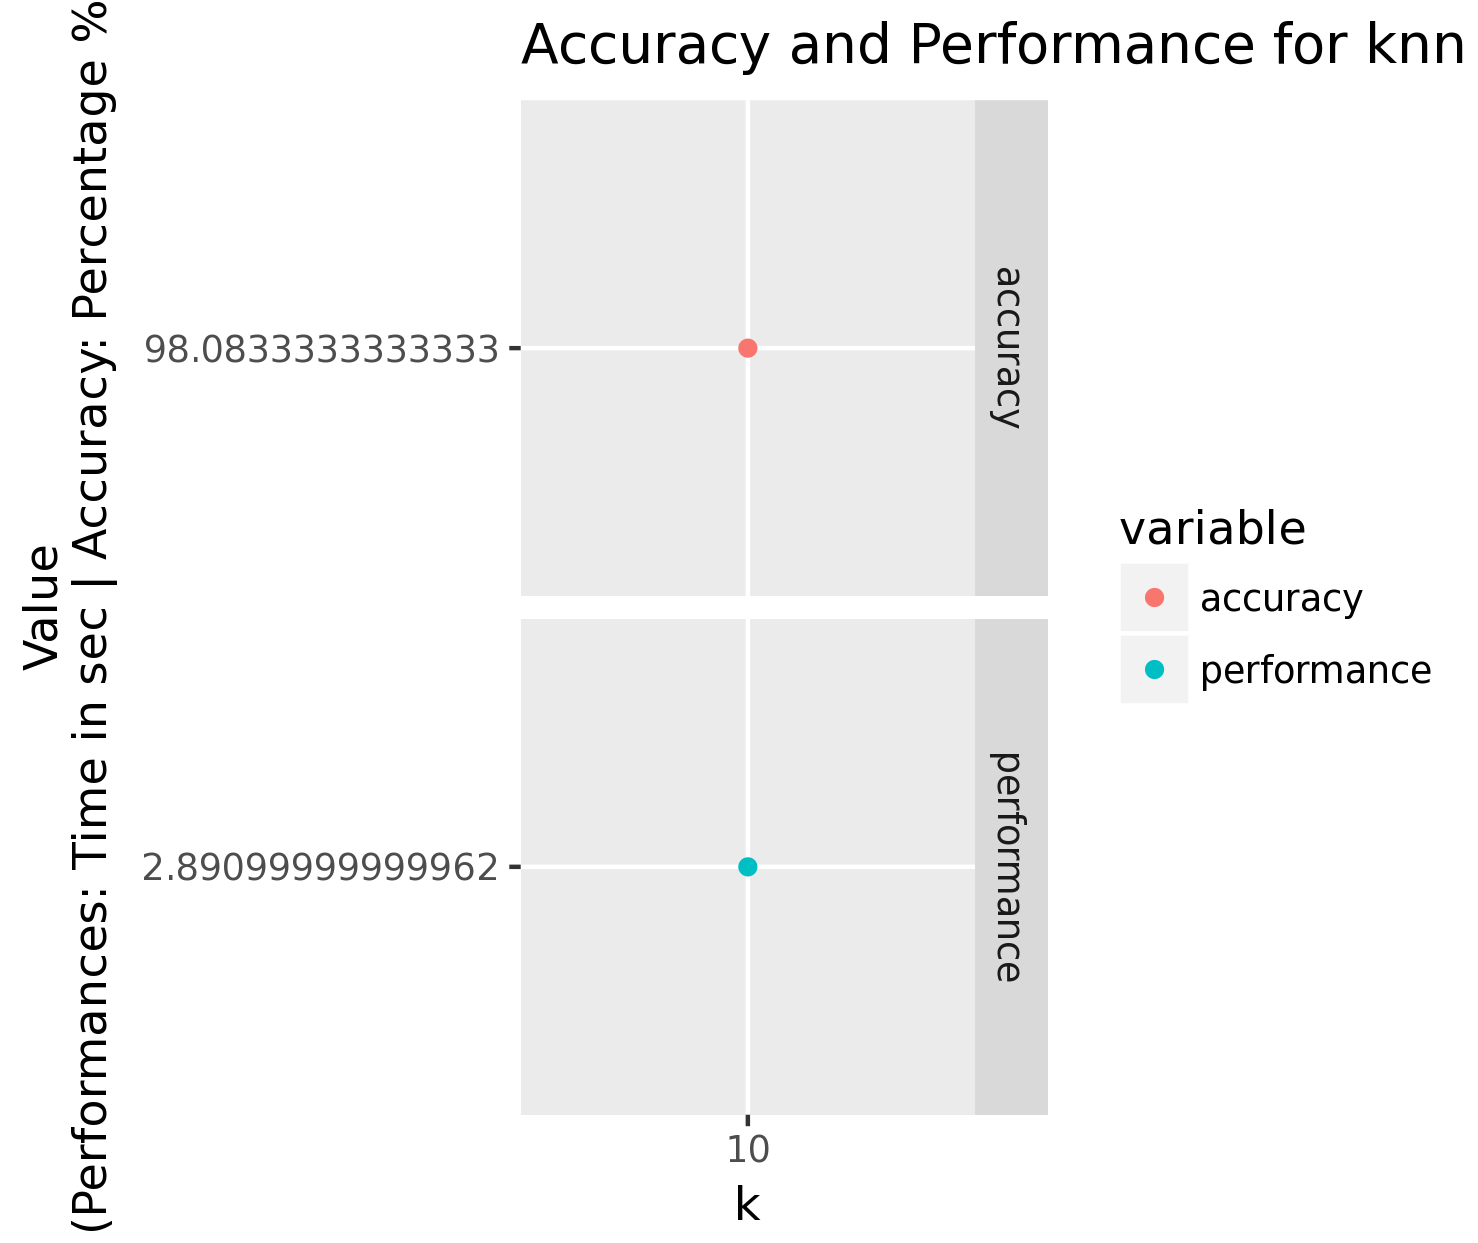 Accuracy and Performance for knn
Value
(Performances: Time in sec | Accuracy: Percentage %
98.0833333333333
accuracy
2.89099999999962
performance
10
k
variable
accuracy
performance